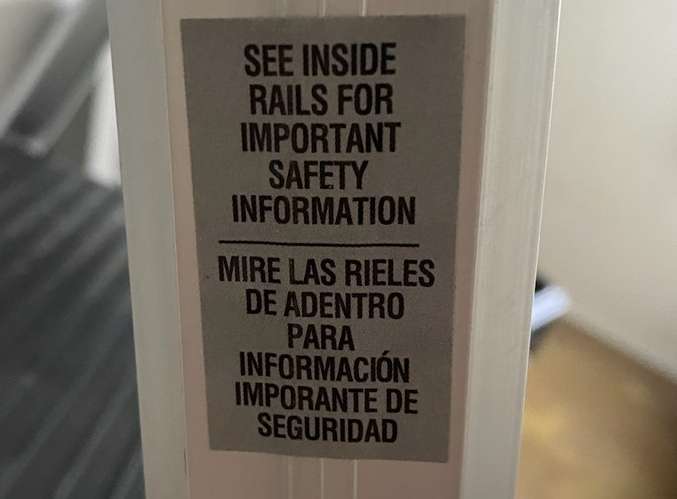 SEE INSIDE
RAILS FOR
IMPORTANT
SAFETY
INFORMATION
MIRE LAS RIELES
DE ADENTRO
PARA
INFORMACIÓN
IMPORANTE DE
SEGURIDAD